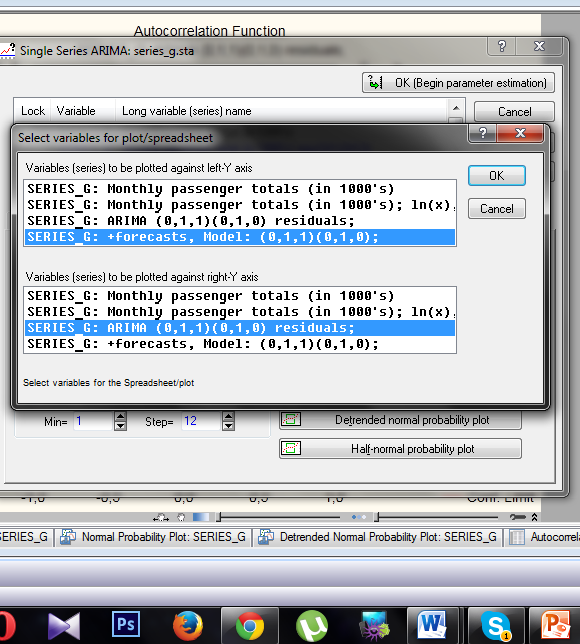 Autocorrelation Function
Single Series ARIMA: series_g.sta
OK (Begin parameter estimation)
Lock Variable Long variable (series) name
Cancel
Select variables for plot/spreadsheet
Variables (series) to be plotted against left-Y axis
OK
SERIES_G: Monthly passenger totals (in 1000's)
SERIES_G: Monthly passenger totals (in 1000's); ln(x),
Cancel
SERIES_G: ARIMA (0,1,1)(0,1,0) residuals;
SERIES_G: +forecasts, Model: (0,1,1)(0,1,0);
Variables (series) to be plotted against right-Y axis
SERIES_G: Monthly passenger totals (in 1000's)
SERIES_G: Monthly passenger totals (in 1000's); ln(x),
SERIES_G: ARIMA (0,1,1)(0,1,0) residuals;
SERIES_G: +forecasts, Model: (0,1,1)(0,1,0);
Select variables for the Spreadsheet/plot
Min= 1 Step= 12 Detrended normal probability plot
Half-normal probability plot
-1,0 -0,5 0,0 0,5 1,0 Conf. Limit
SERIES_G Normal Probability Plot: SERIES_G Detrended Normal Probability Plot: SERIES_G Autocorrela
Ps W S 1 P